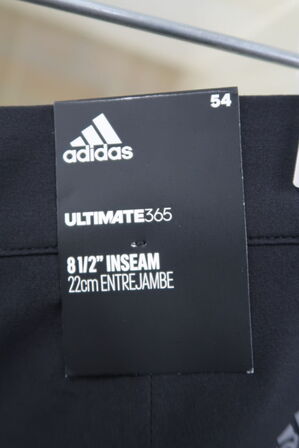 54
adidas
ULTIMATE365
8 1/2" INSEAM
22cm ENTREJAMBE